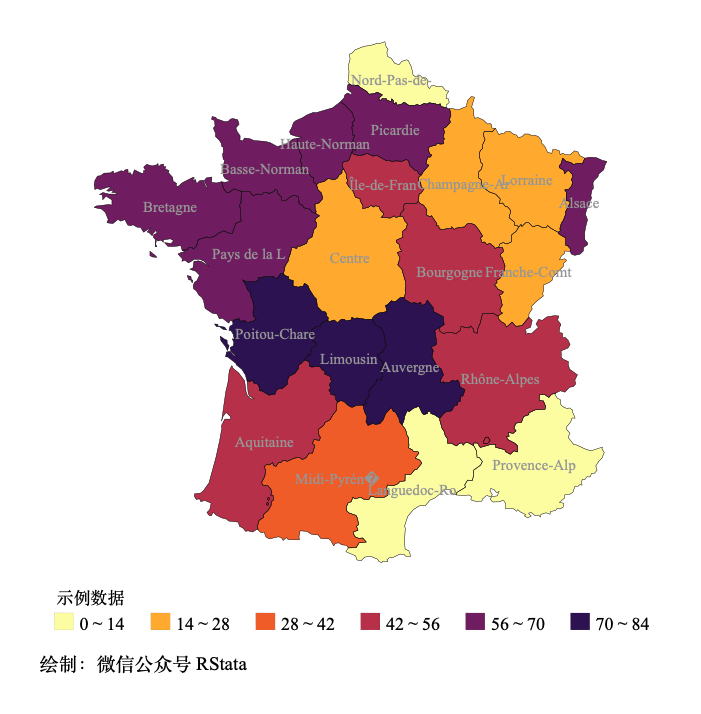 Nord-Pas-de-
Picardie
Haute-Norman
Basse-Norman
Île-de-Fran
Champagne-Ar
Lorraine
Alsace
Bretagne
Pays de la L
Centre
Bourgogne
Franche-Comt
Poitou-Chare
Limousin
Auvergne
Rhône-Alpes
Aquitaine
Midi-Pyrén�
Languedoc-Ro
Provence-Alp
示例数据
0 ~ 14
14 ~ 28
28 ~ 42
42 ~ 56
56 ~ 70
70 ~ 84
绘制：微信公众号 RStata